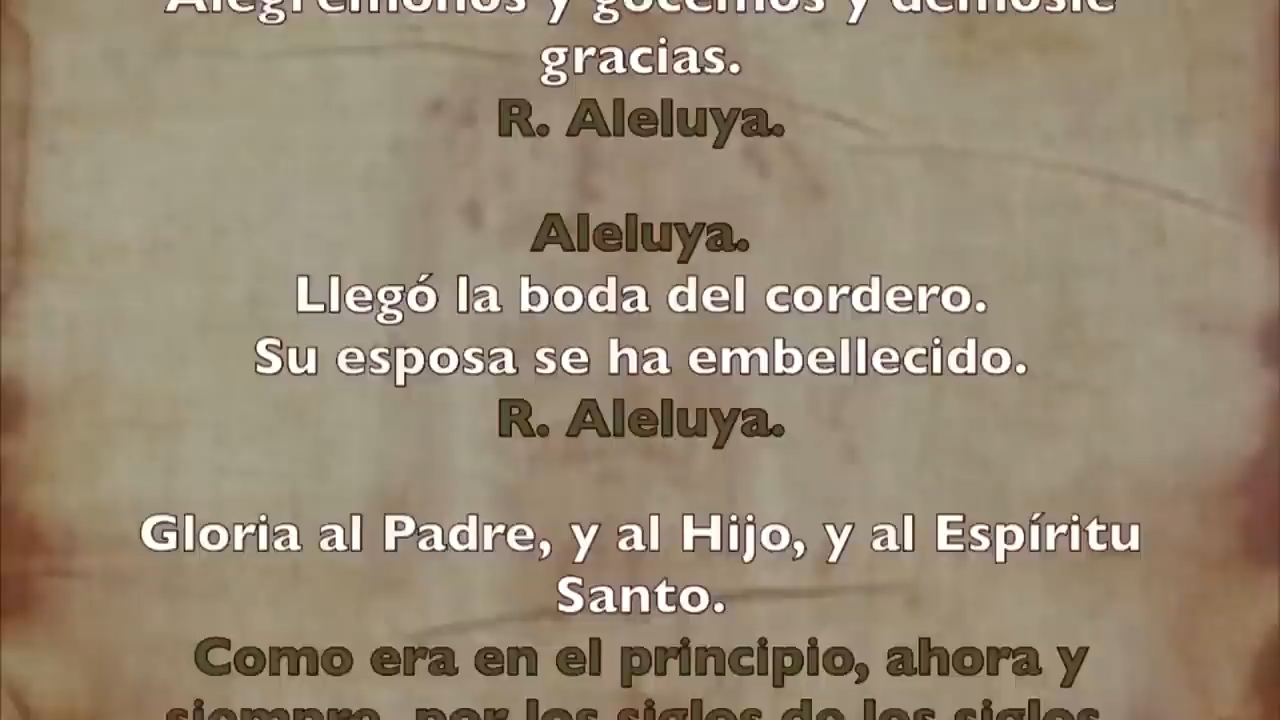 Alegrémonos y gocemos y démosle
gracias.
R. Aleluya.
Aleluya.
Llegó la boda del cordero.
Su esposa se ha embellecido.
R. Aleluya.
Gloria al Padre, y al Hijo, y al Espíritu
Santo.
Como era en el principio, ahora y
siempre, por los siglos de los siglos.